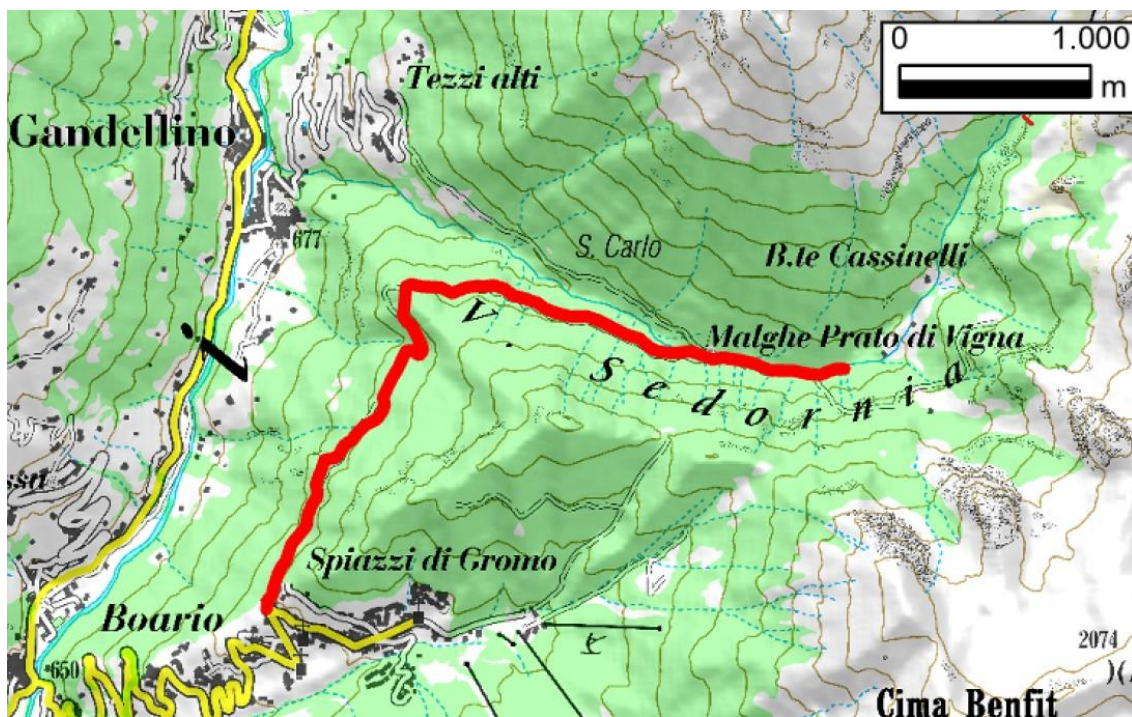 0 1.000
m
Tezzi alti
Gandellino
677
S. Carlo
B.te Cassinelli
Malghe Prato di Vigna
V Sedornia
Spiazzi di Gromo
Boario
650
2074
Cima Benfit